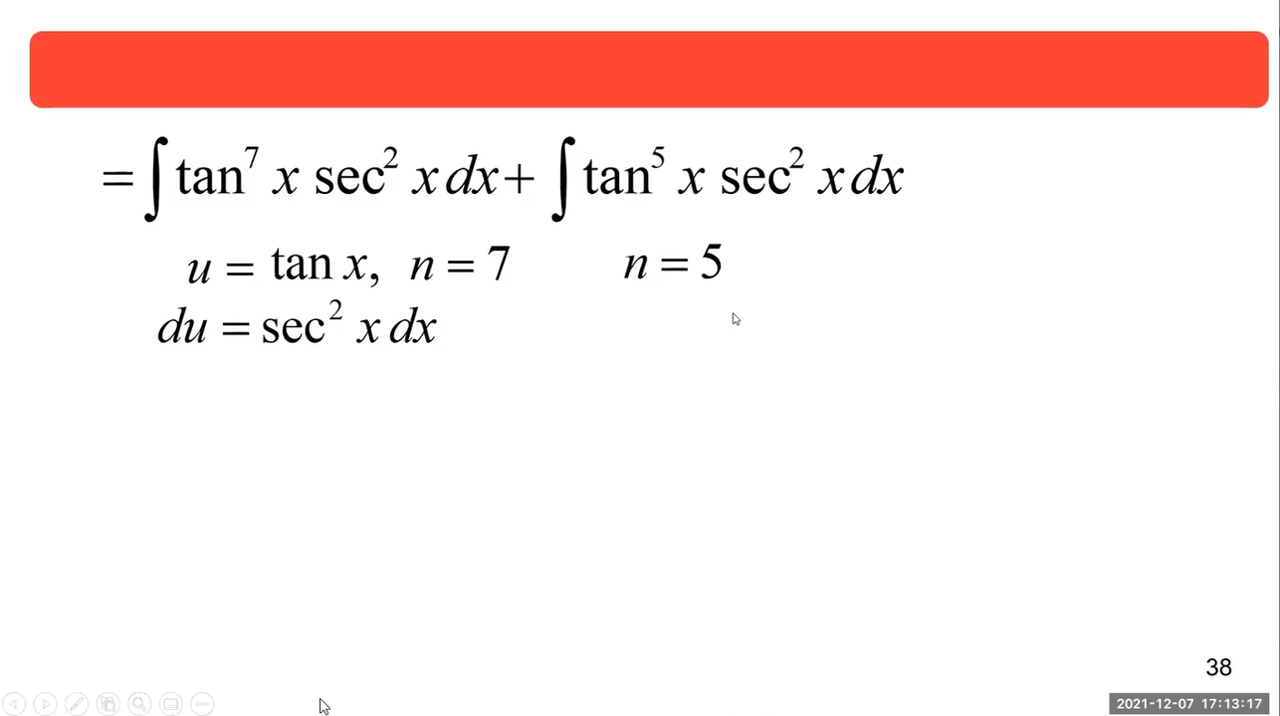 = ∫ tan⁷ x sec² x dx + ∫ tan⁵ x sec² x dx
u = tan x, n = 7 n = 5
du = sec² x dx
38
2021-12-07 17:13:17